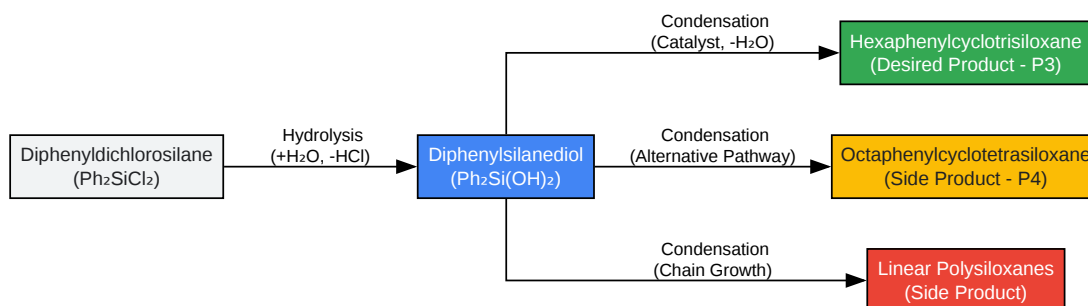 Condensation
(Catalyst, -H₂O)
Hexaphenylcyclotrisiloxane
(Desired Product - P3)
Diphenyldichlorosilane
(Ph₂SiCl₂)
Hydrolysis
(+H₂O, -HCl)
Diphenylsilanediol
(Ph₂Si(OH)₂)
Condensation
(Alternative Pathway)
Octaphenylcyclotetrasiloxane
(Side Product - P4)
Condensation
(Chain Growth)
Linear Polysiloxanes
(Side Product)